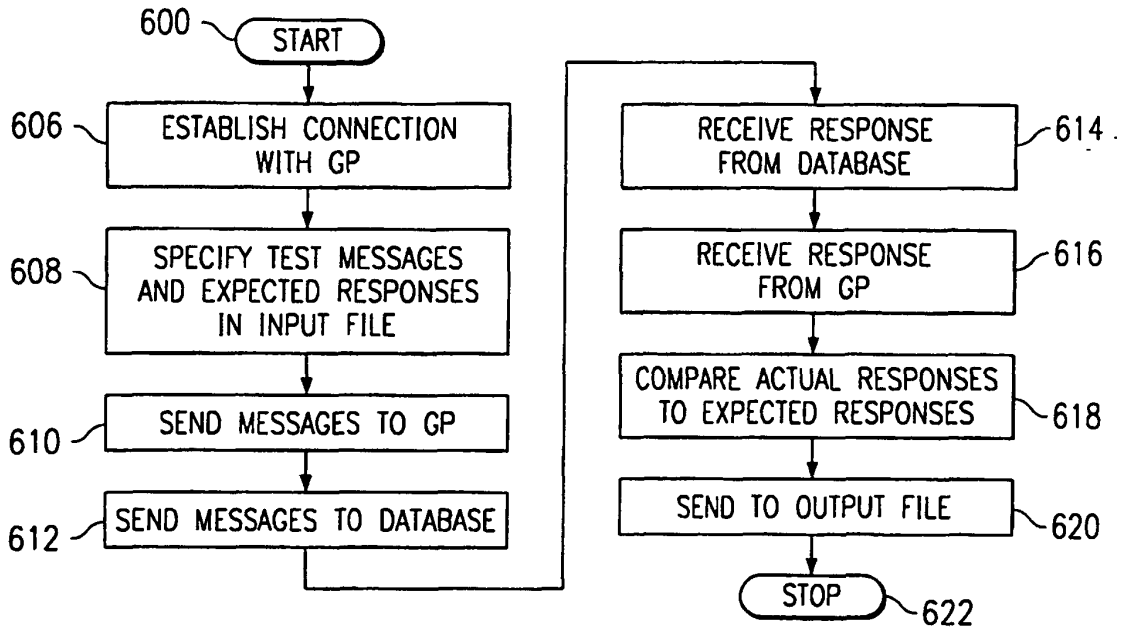 600
START
606
ESTABLISH CONNECTION
WITH GP
608
SPECIFY TEST MESSAGES
AND EXPECTED RESPONSES
IN INPUT FILE
610
SEND MESSAGES TO GP
612
SEND MESSAGES TO DATABASE
RECEIVE RESPONSE
FROM DATABASE
614
RECEIVE RESPONSE
FROM GP
616
COMPARE ACTUAL RESPONSES
TO EXPECTED RESPONSES
618
SEND TO OUTPUT FILE
620
STOP
622